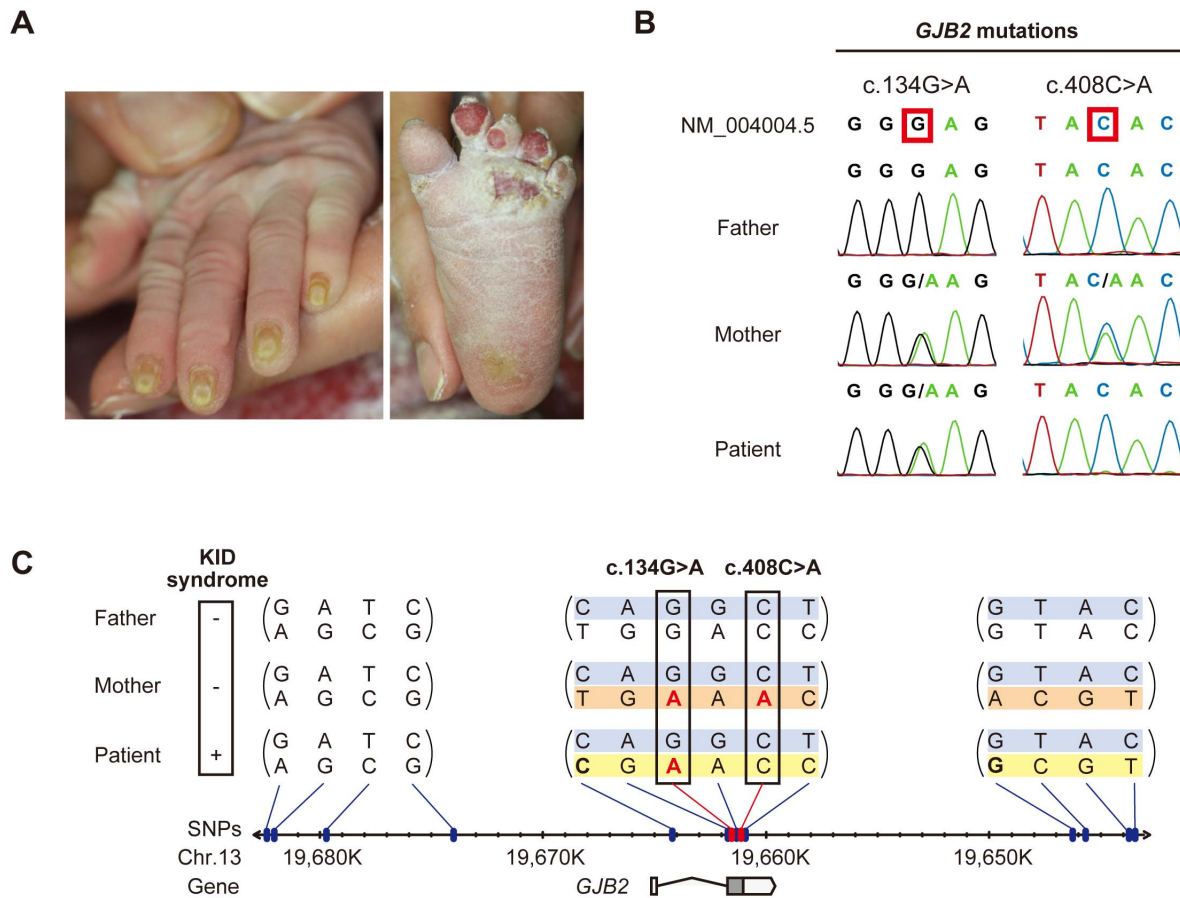 A
B
GJB2 mutations
c.134G>A c.408C>A
NM_004004.5 G G G A G T A C A C
G G G A G T A C A C
Father
G G G/A A G T A C/A A C
Mother
G G G/A A G T A C A C
Patient
C
KID
syndrome
c.134G>A c.408C>A
Father - G A T C C A G G C T G T A C
A G C G T G G A C C G T A C
Mother - G A T C C A G G C T G T A C
A G C G T G A A A C A C G T
Patient + G A T C C A G G C T G T A C
A G C G C G A A C C G C G T
SNPs
Chr.13 19,680K 19,670K 19,660K 19,650K
Gene GJB2